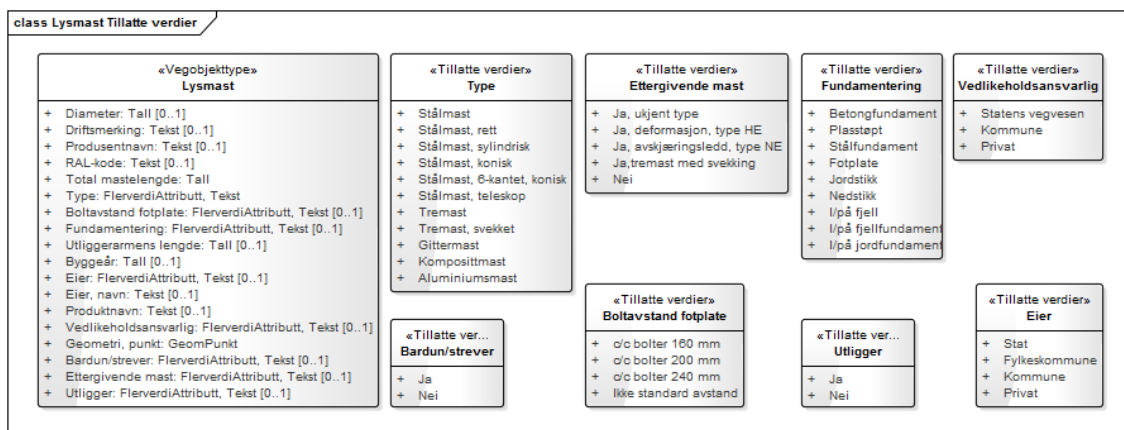 class Lysmast Tillatte verdier
«Vegobjekttype»
Lysmast
+ Diameter: Tall [0..1]
+ Driftsmerking: Tekst [0..1]
+ Produsentnavn: Tekst [0..1]
+ RAL-kode: Tekst [0..1]
+ Total mastelengde: Tall
+ Type: FlerverdiAttributt, Tekst
+ Boltavstand fotplate: FlerverdiAttributt, Tekst [0..1]
+ Fundamentering: FlerverdiAttributt, Tekst [0..1]
+ Utliggerarmens lengde: Tall [0..1]
+ Byggeår: Tall [0..1]
+ Eier: FlerverdiAttributt, Tekst [0..1]
+ Eier, navn: Tekst [0..1]
+ Produktnavn: Tekst [0..1]
+ Vedlikeholdsansvarlig: FlerverdiAttributt, Tekst [0..1]
+ Geometri, punkt: GeomPunkt
+ Bardun/strever: FlerverdiAttributt, Tekst [0..1]
+ Ettergivende mast: FlerverdiAttributt, Tekst [0..1]
+ Utligger: FlerverdiAttributt, Tekst [0..1]
«Tillatte verdier»
Type
+ Stålmast
+ Stålmast, rett
+ Stålmast, sylindrisk
+ Stålmast, konisk
+ Stålmast, 6-kantet, konisk
+ Stålmast, teleskop
+ Tremast
+ Tremast, svekket
+ Gittermast
+ Komposittmast
+ Aluminiumsmast
«Tillatte verdier»
Ettergivende mast
+ Ja, ukjent type
+ Ja, deformasjon, type HE
+ Ja, avskjæringsledd, type NE
+ Ja,tremast med svekking
+ Nei
«Tillatte verdier»
Fundamentering
+ Betongfundament
+ Plasstøpt
+ Stålfundament
+ Fotplate
+ Jordstikk
+ Nedstikk
+ I/på fjell
+ I/på fjellfundament
+ I/på jordfundament
«Tillatte verdier»
Vedlikeholdsansvarlig
+ Statens vegvesen
+ Kommune
+ Privat
«Tillatte ver...
Bardun/strever
+ Ja
+ Nei
«Tillatte verdier»
Boltavstand fotplate
+ c/c bolter 160 mm
+ c/c bolter 200 mm
+ c/c bolter 240 mm
+ Ikke standard avstand
«Tillatte ver...
Utligger
+ Ja
+ Nei
«Tillatte verdier»
Eier
+ Stat
+ Fylkeskommune
+ Kommune
+ Privat